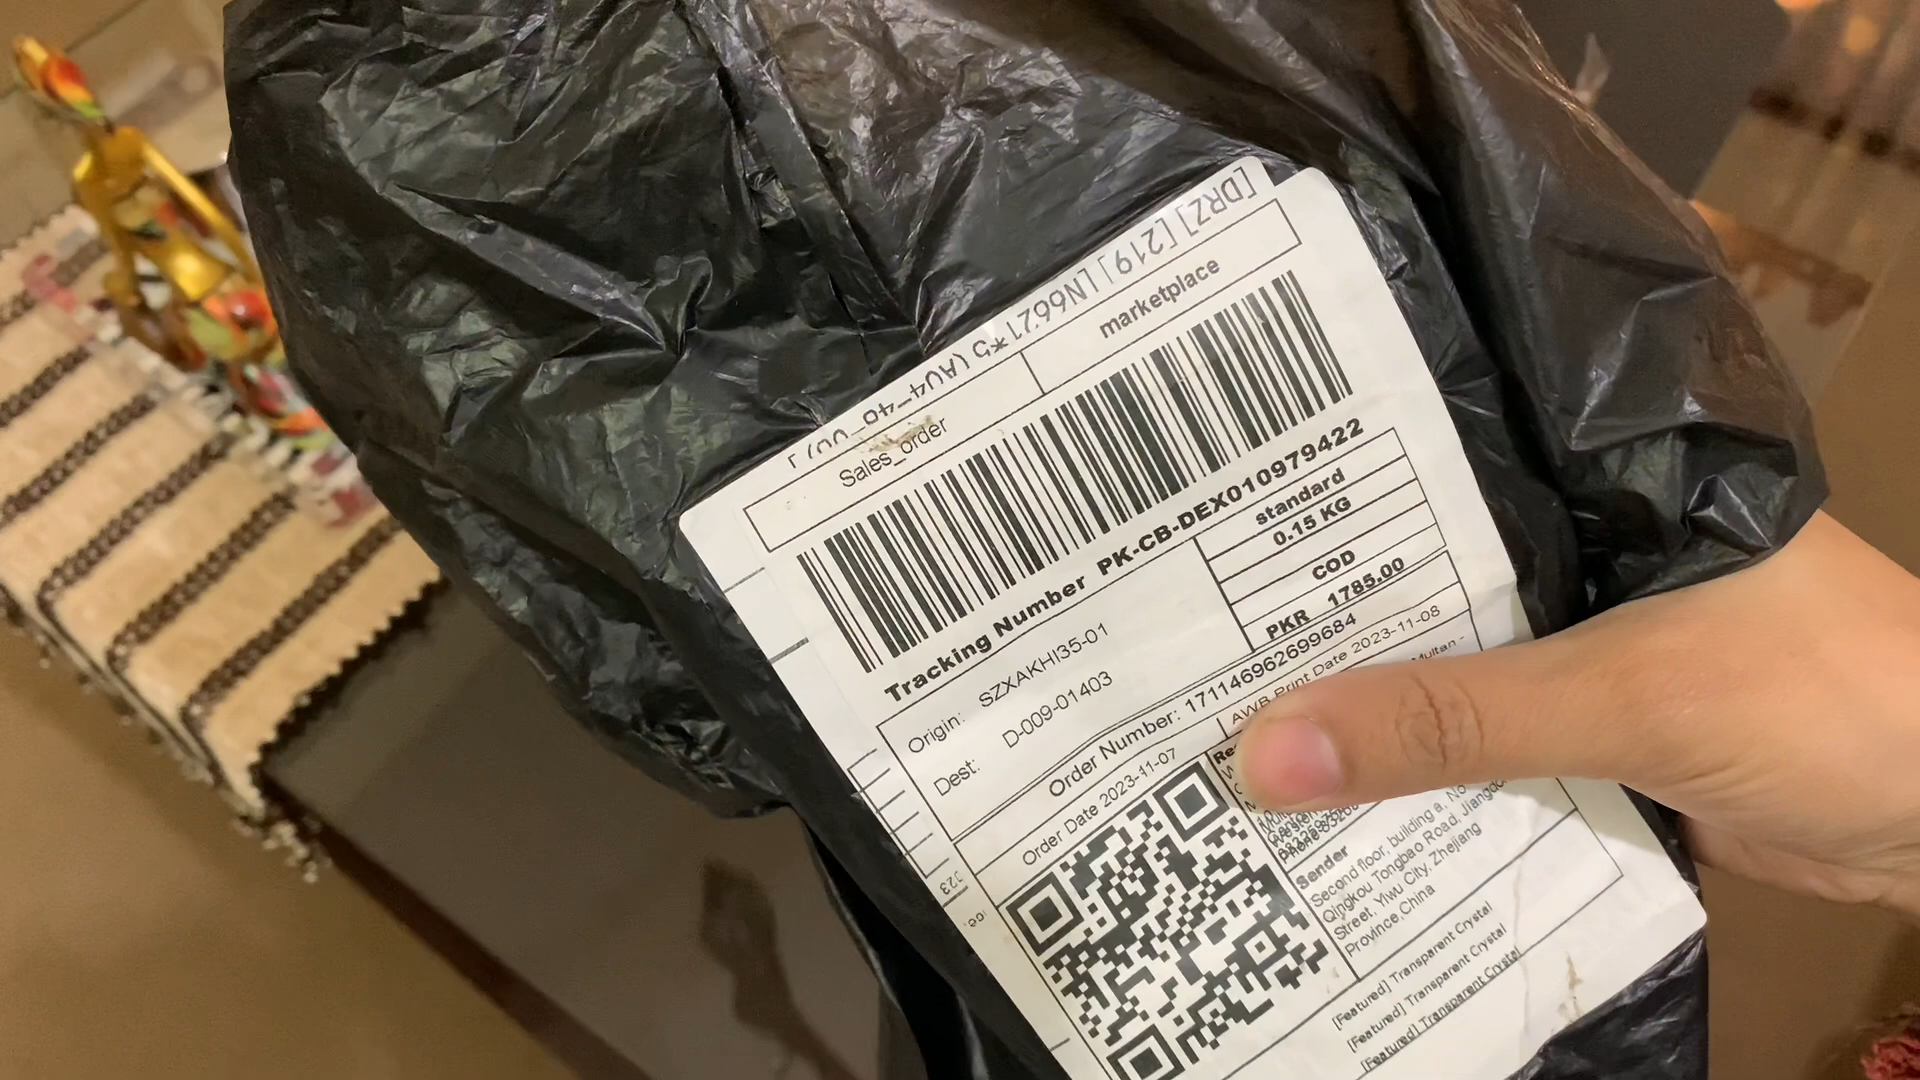 [DRZ][219][N6621*5(AU4-40-007]
Sales_order
marketplace
Tracking Number PK-CB-DEX010979422
Origin: SZXAKHI35-01
Dest: D-009-01403
standard
0.15 KG
COD
PKR 1785.00
Order Number: 171146962699684
Order Date 2023-11-07
AWB Print Date 2023-11-08
Multan -
Sender
Second floor, building a, No
Qingkou Tongbao Road, Jiangdo
Street, Yiwu City, Zhejiang
Province,China
[Featured] Transparent Crystal
[Featured] Transparent Crystal
[Featured] Transparent Crystal